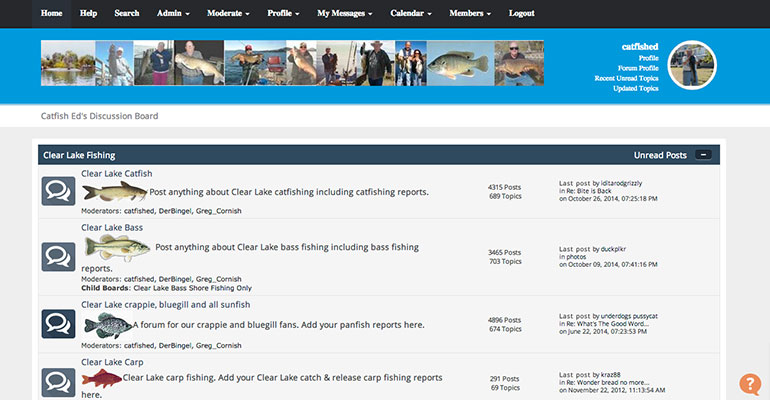 Home Help Search Admin Moderate Profile My Messages Calendar Members Logout
catfished
Profile
Forum Profile
Recent Unread Topics
Updated Topics
Catfish Ed's Discussion Board
Clear Lake Fishing Unread Posts
Clear Lake Catfish
Post anything about Clear Lake catfishing including catfishing reports.
Moderators: catfished, DerBingel, Greg_Cornish
4315 Posts
689 Topics
Last post by iditarodgrizzly
in Re: Bite is Back
on October 26, 2014, 07:25:18 PM
Clear Lake Bass
Post anything about Clear Lake bass fishing including bass fishing
reports.
Moderators: catfished, DerBingel, Greg_Cornish
Child Boards: Clear Lake Bass Shore Fishing Only
3465 Posts
703 Topics
Last post by duckplkr
in photos
on October 09, 2014, 07:41:16 PM
Clear Lake crappie, bluegill and all sunfish
A forum for our crappie and bluegill fans. Add your panfish reports here.
Moderators: catfished, DerBingel, Greg_Cornish
4896 Posts
674 Topics
Last post by underdogs pussycat
in Re: What's The Good Word...
on June 22, 2014, 07:23:53 PM
Clear Lake Carp
Clear Lake carp fishing. Add your Clear Lake catch & release carp fishing reports
here.
291 Posts
69 Topics
Last post by kraz88
in Re: Wonder bread no more...
on November 22, 2012, 11:13:54 AM
?